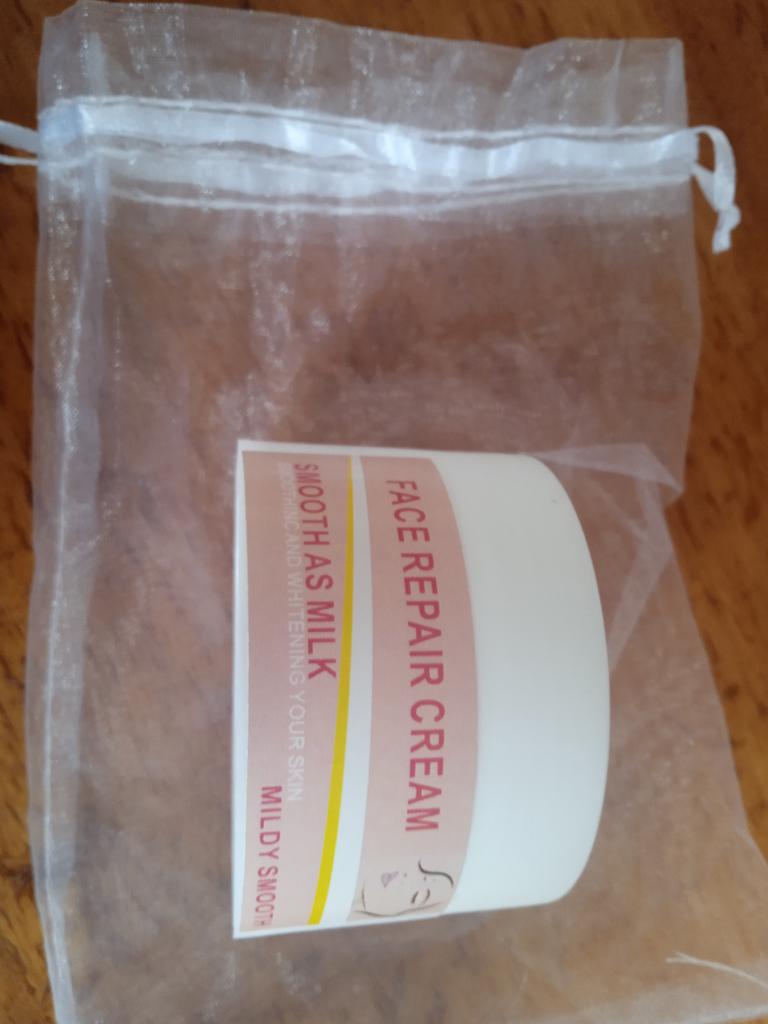 FACE REPAIR CREAM
SMOOTH AS MILK
SMOOTHING AND WHITENING YOUR SKIN
MILDY SMOOTH